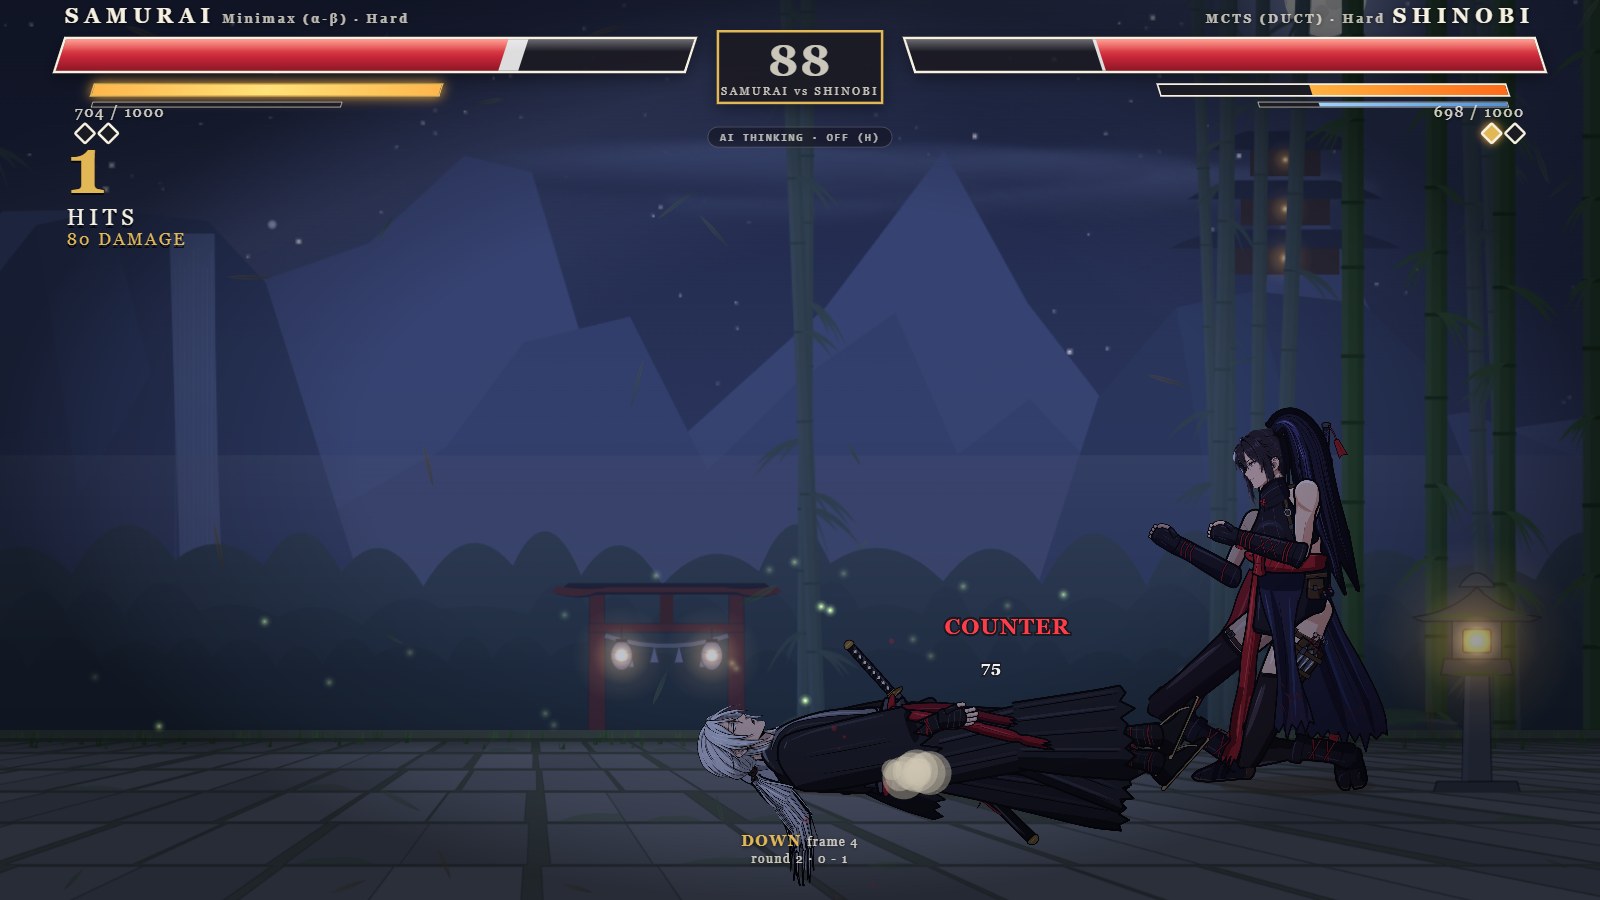 SAMURAI Minimax (α-β) · Hard
MCTS (DUCT) · Hard SHINOBI
88
SAMURAI vs SHINOBI
704 / 1000
698 / 1000
AI THINKING · OFF (H)
1
HITS
80 DAMAGE
COUNTER
75
DOWN frame 4
round 2 · 0 - 1